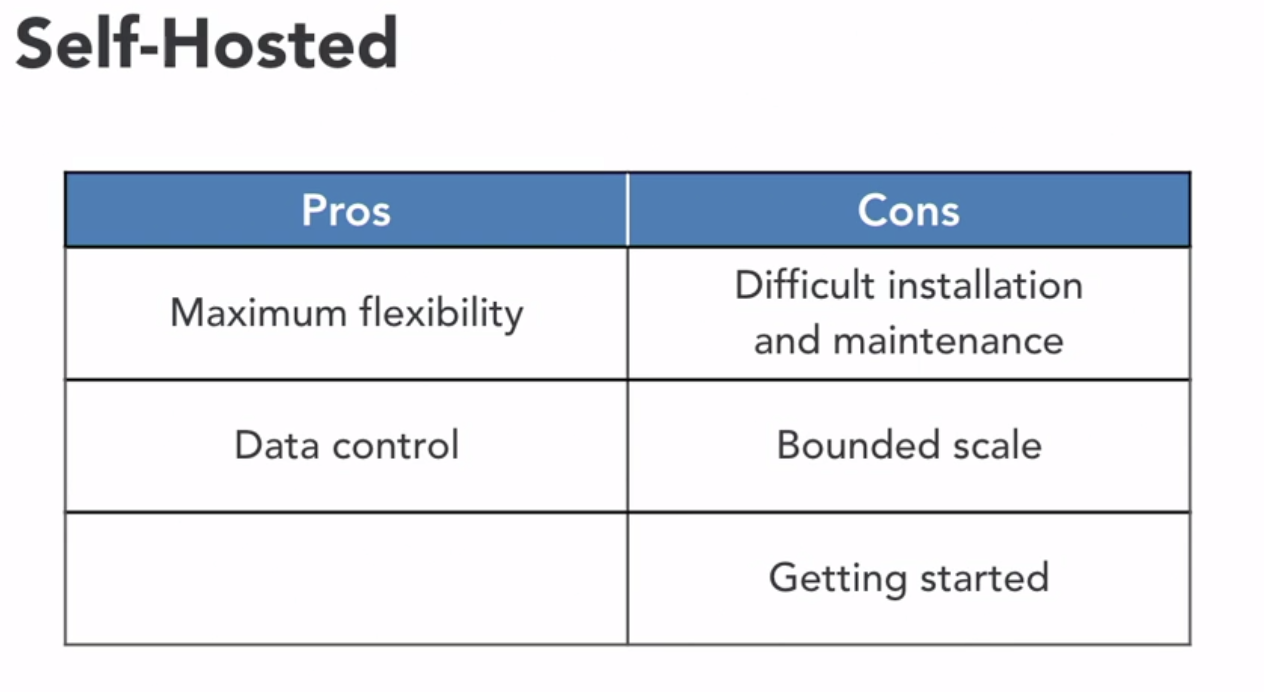 Self-Hosted
Pros
Cons
Maximum flexibility
Difficult installation
and maintenance
Data control
Bounded scale
Getting started